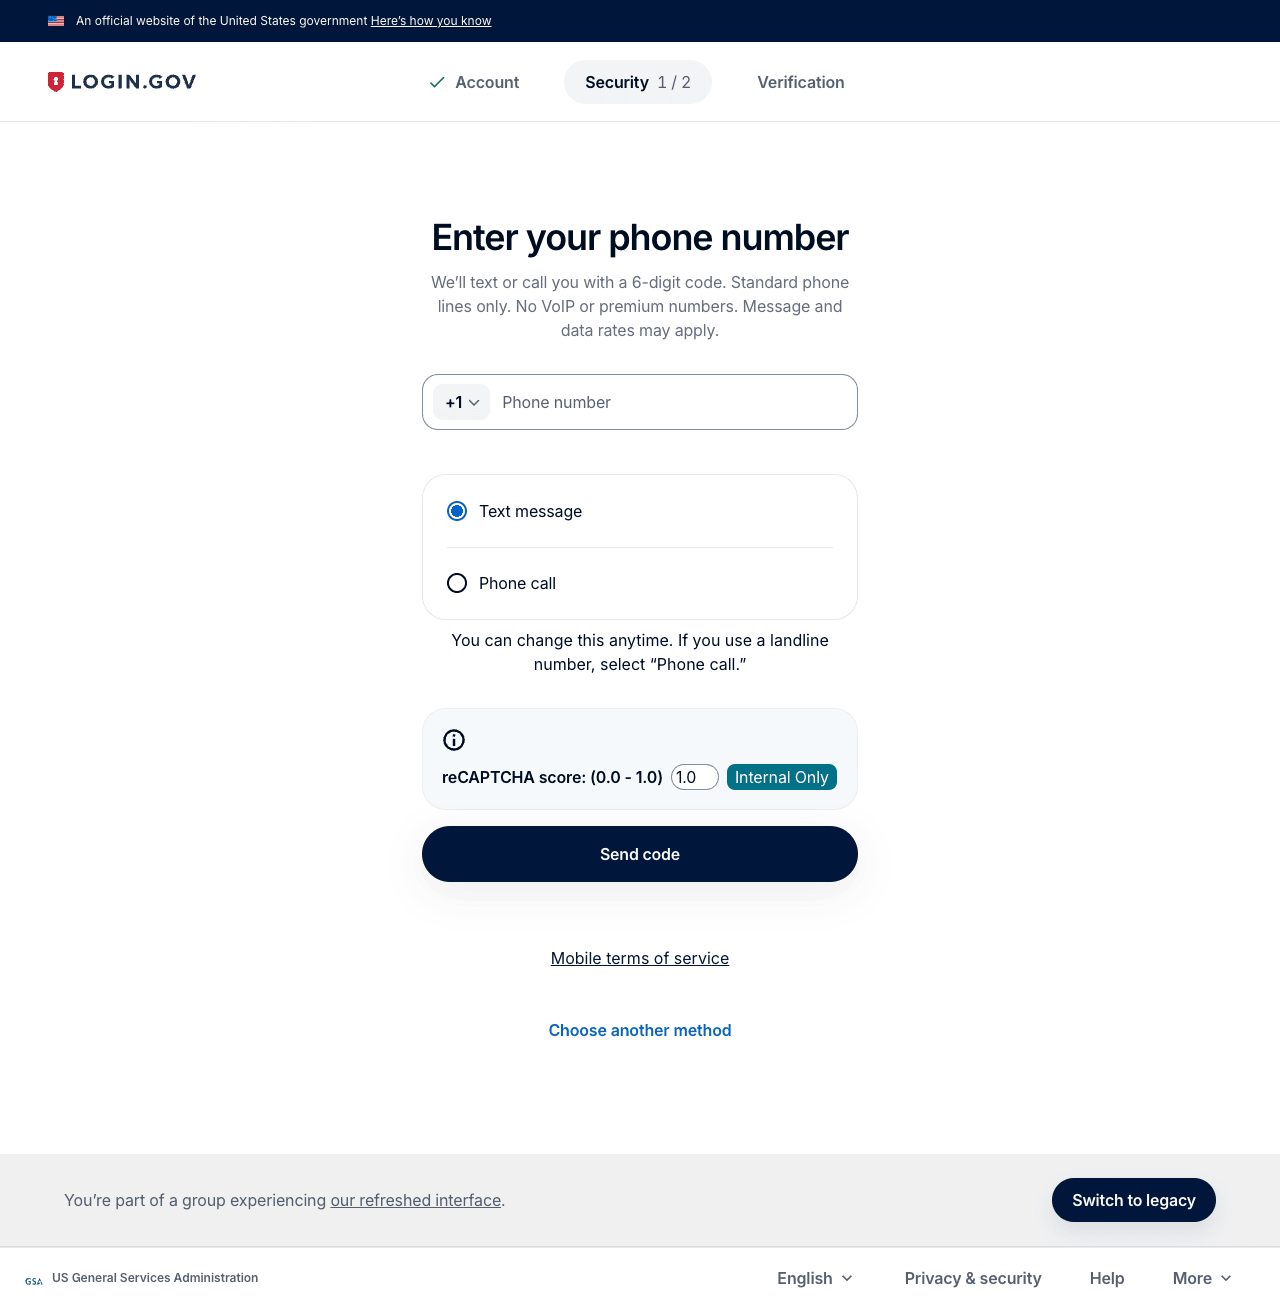 An official website of the United States government Here’s how you know
LOGIN.GOV
Account
Security 1 / 2
Verification
Enter your phone number
We’ll text or call you with a 6-digit code. Standard phone
lines only. No VoIP or premium numbers. Message and
data rates may apply.
+1 Phone number
Text message
Phone call
You can change this anytime. If you use a landline
number, select “Phone call.”
reCAPTCHA score: (0.0 - 1.0) 1.0 Internal Only
Send code
Mobile terms of service
Choose another method
You’re part of a group experiencing our refreshed interface.
Switch to legacy
GSA US General Services Administration
English
Privacy & security
Help
More